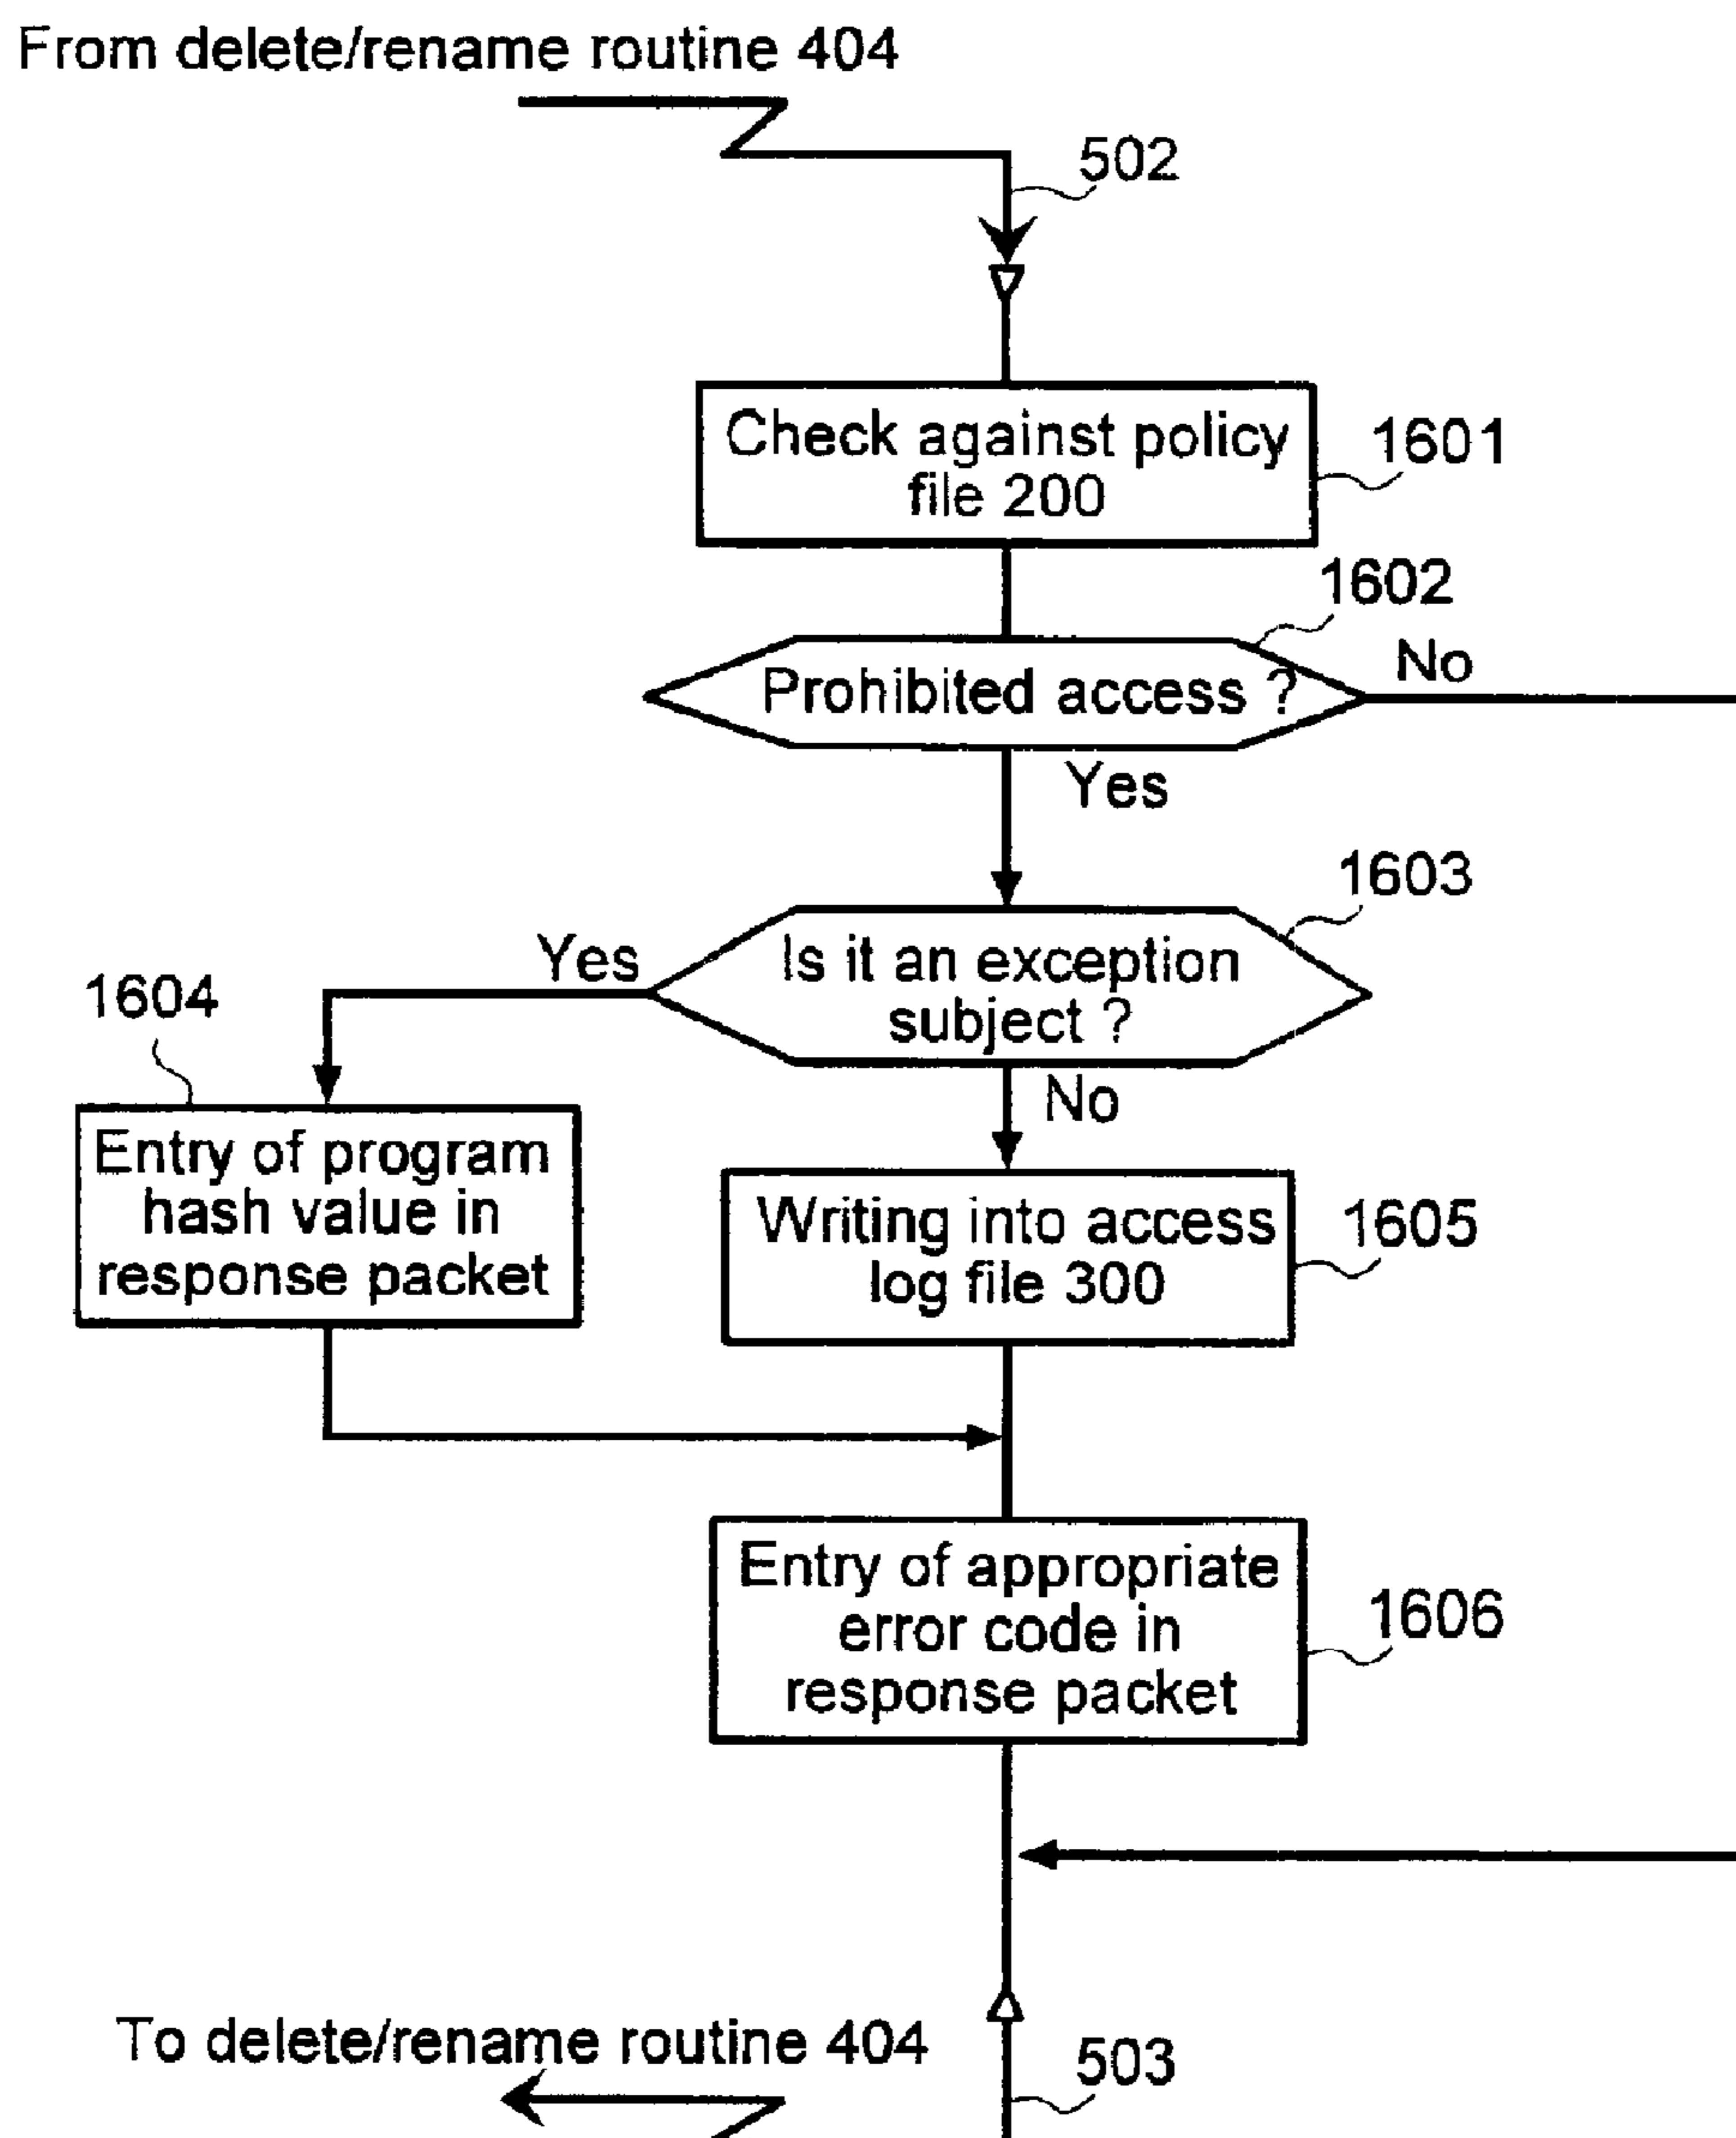 From delete/rename routine 404
502
Check against policy
file 200
1601
1602
Prohibited access ?
No
Yes
1603
Is it an exception
subject ?
Yes
1604
No
Entry of program
hash value in
response packet
Writing into access
log file 300
1605
Entry of appropriate
error code in
response packet
1606
To delete/rename routine 404
503